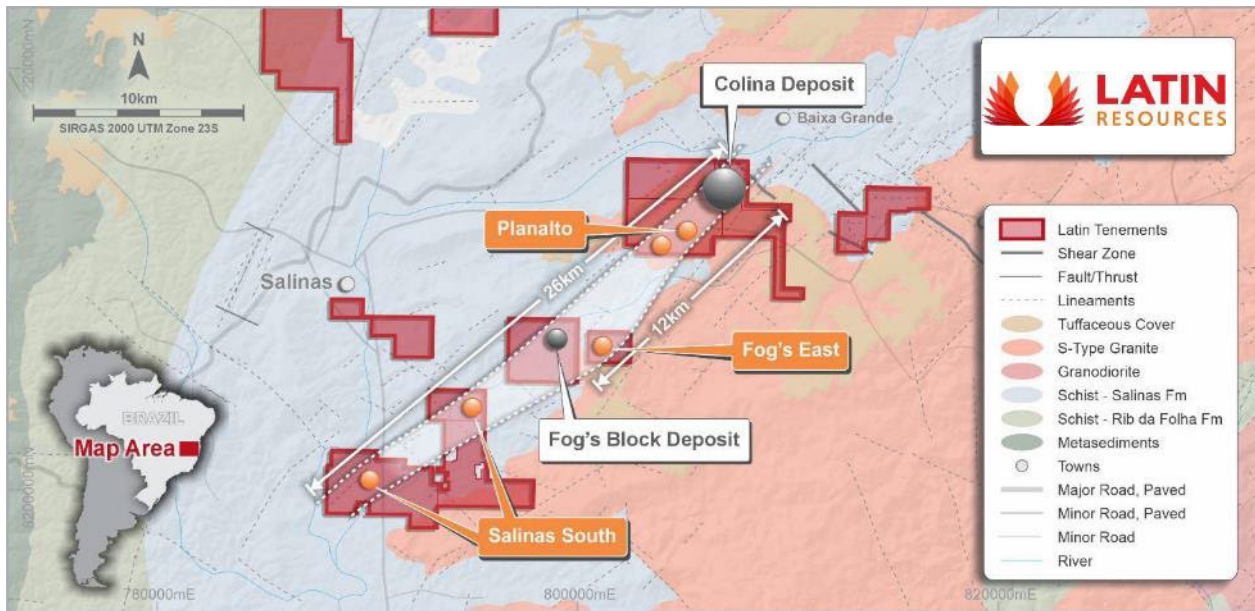 N
10km
SIRGAS 2000 UTM Zone 23S
Colina Deposit
Baixa Grande
LATIN
RESOURCES
Planalto
Salinas
26km
12km
Fog's East
Fog's Block Deposit
Salinas South
BRAZIL
Map Area
Latin Tenements
Shear Zone
Fault/Thrust
Lineaments
Tuffaceous Cover
S-Type Granite
Granodiorite
Schist - Salinas Fm
Schist - Rib da Folha Fm
Metasediments
Towns
Major Road, Paved
Minor Road, Paved
Minor Road
River
8200000mN
780000mE
800000mE
820000mE